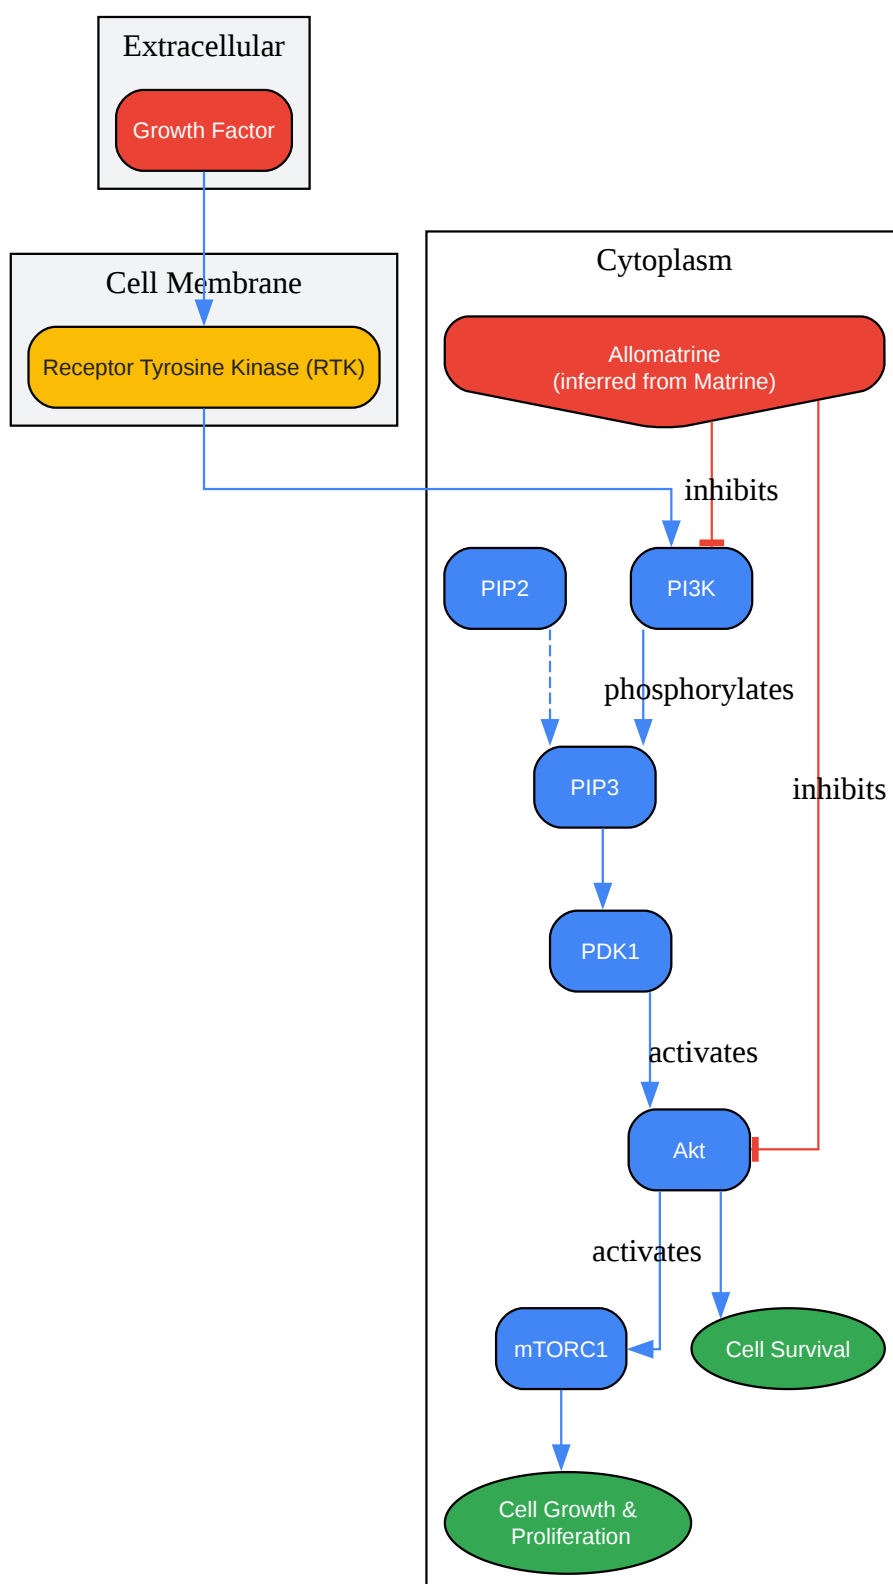 Extracellular
Growth Factor
Cell Membrane
Receptor Tyrosine Kinase (RTK)
Cytoplasm
Allomatrine
(inferred from Matrine)
inhibits
PIP2
PI3K
phosphorylates
PIP3
inhibits
PDK1
activates
Akt
activates
mTORC1
Cell Survival
Cell Growth &
Proliferation